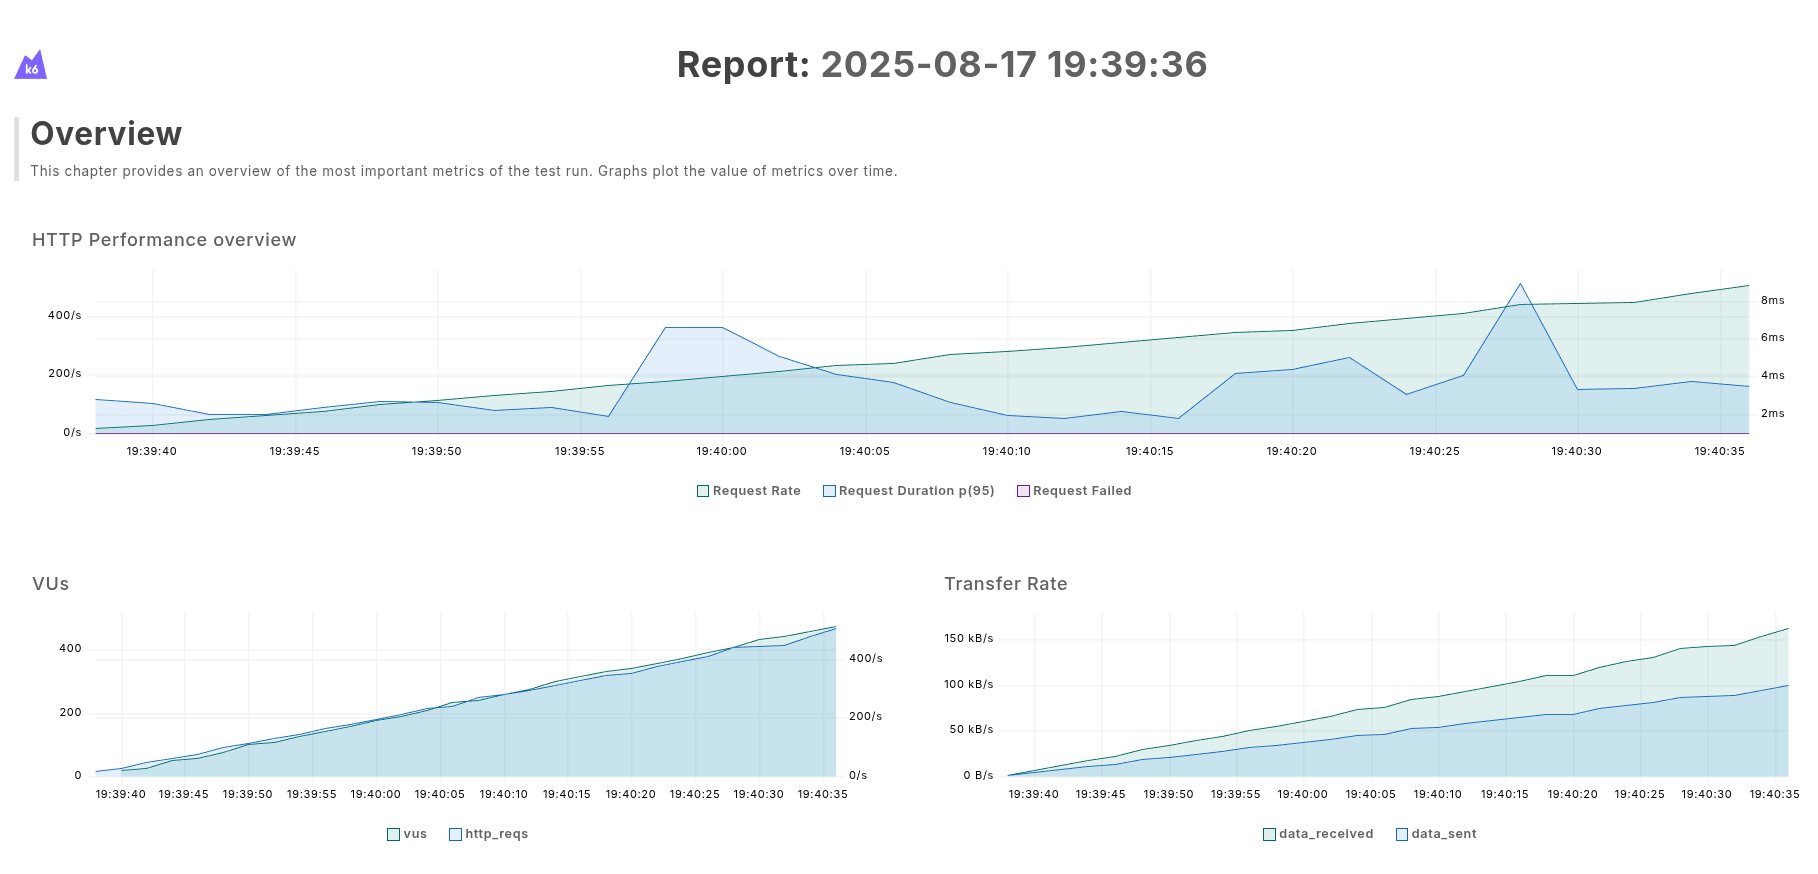 k6
Report: 2025-08-17 19:39:36
Overview
This chapter provides an overview of the most important metrics of the test run. Graphs plot the value of metrics over time.
HTTP Performance overview
8ms
400/s
6ms
200/s
4ms
2ms
0/s
19:39:40 19:39:45 19:39:50 19:39:55 19:40:00 19:40:05 19:40:10 19:40:15 19:40:20 19:40:25 19:40:30 19:40:35
Request Rate Request Duration p(95) Request Failed
VUs
400
400/s
200
200/s
0 0/s
19:39:40 19:39:45 19:39:50 19:39:55 19:40:00 19:40:05 19:40:10 19:40:15 19:40:20 19:40:25 19:40:30 19:40:35
vus http_reqs
Transfer Rate
150 kB/s
100 kB/s
50 kB/s
0 B/s
19:39:40 19:39:45 19:39:50 19:39:55 19:40:00 19:40:05 19:40:10 19:40:15 19:40:20 19:40:25 19:40:30 19:40:35
data_received data_sent